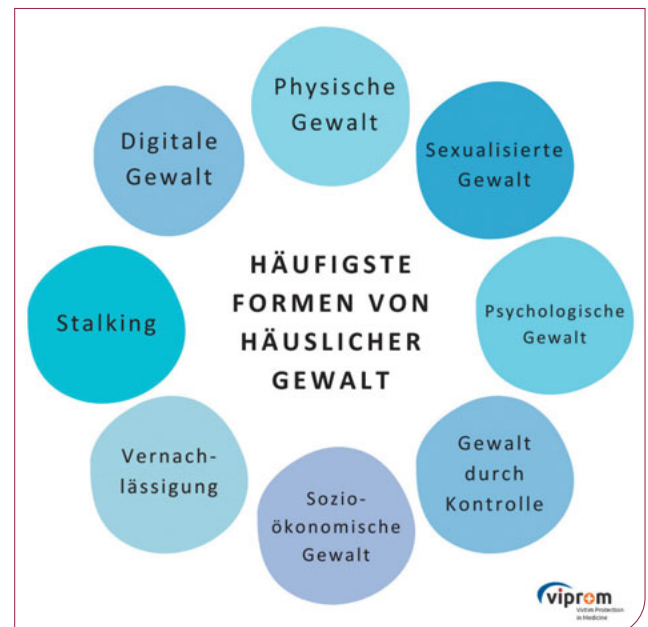 HÄUFIGSTE
FORMEN VON
HÄUSLICHER
GEWALT
Physische
Gewalt
Sexualisierte
Gewalt
Psychologische
Gewalt
Gewalt
durch
Kontrolle
Sozio-
ökonomische
Gewalt
Vernach-
lässigung
Stalking
Digitale
Gewalt
viprom
Victim Protection
in Medicine